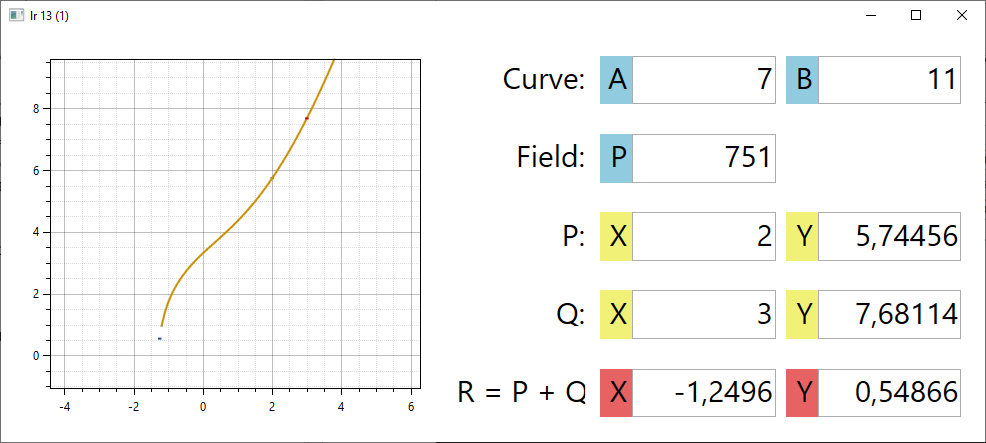 lr 13 (1)
8
6
4
2
0
-4 -2 0 2 4 6
Curve: A 7 B 11
Field: P 751
P: X 2 Y 5,74456
Q: X 3 Y 7,68114
R = P + Q X -1,2496 Y 0,54866